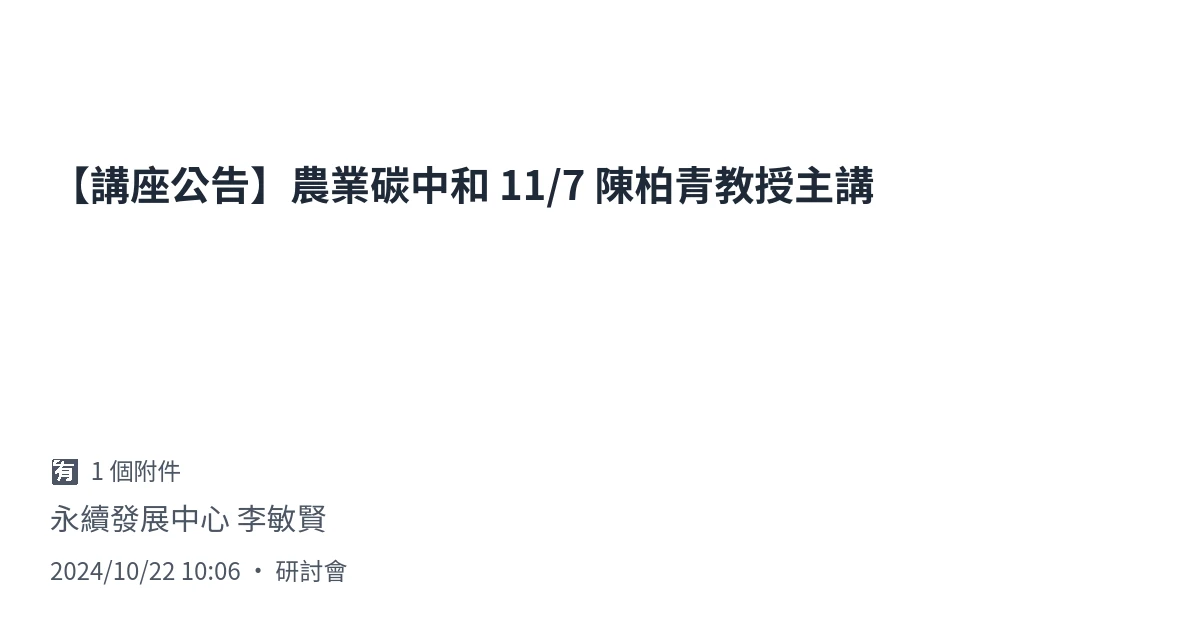 【講座公告】農業碳中和 11/7 陳柏青教授主講
🈶 1 個附件
永續發展中心 李敏賢
2024/10/22 10:06 • 研討會